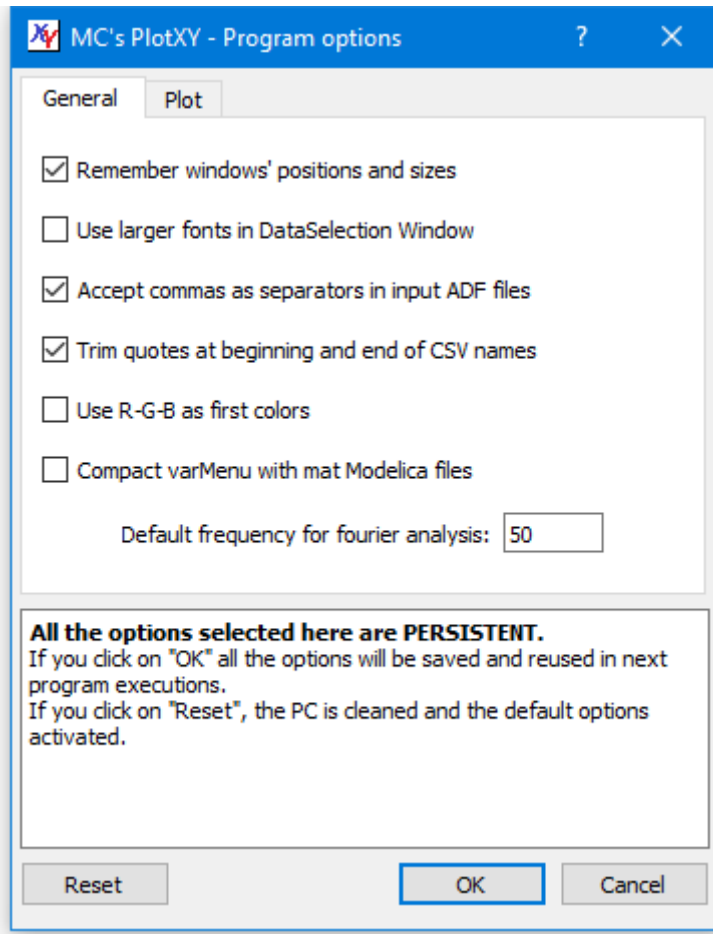 MC's PlotXY - Program options ?
General Plot
Remember windows' positions and sizes
Use larger fonts in DataSelection Window
Accept commas as separators in input ADF files
Trim quotes at beginning and end of CSV names
Use R-G-B as first colors
Compact varMenu with mat Modelica files
Default frequency for fourier analysis: 50
All the options selected here are PERSISTENT.
If you click on "OK" all the options will be saved and reused in next
program executions.
If you click on "Reset", the PC is cleaned and the default options
activated.
Reset OK Cancel